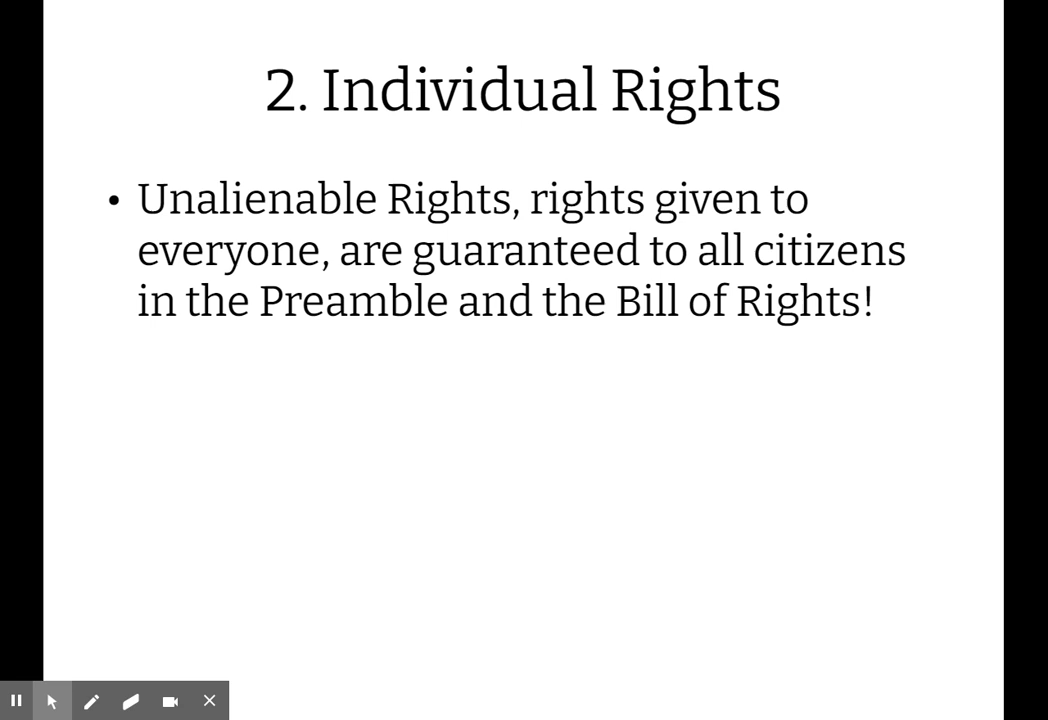 2. Individual Rights
• Unalienable Rights, rights given to
everyone, are guaranteed to all citizens
in the Preamble and the Bill of Rights!